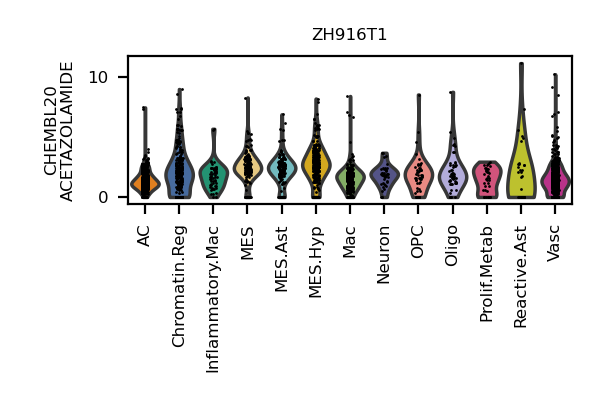 ZH916T1
CHEMBL20
ACETAZOLAMIDE
10
0
AC
Chromatin.Reg
Inflammatory.Mac
MES
MES.Ast
MES.Hyp
Mac
Neuron
OPC
Oligo
Prolif.Metab
Reactive.Ast
Vasc